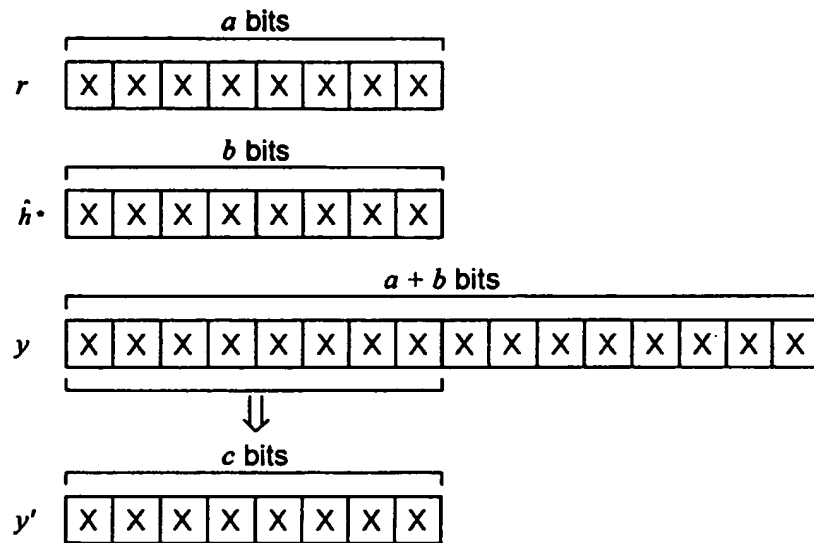 a bits
r X X X X X X X X
b bits
ĥ* X X X X X X X X
a + b bits
y X X X X X X X X X X X X X X X X
c bits
y' X X X X X X X X